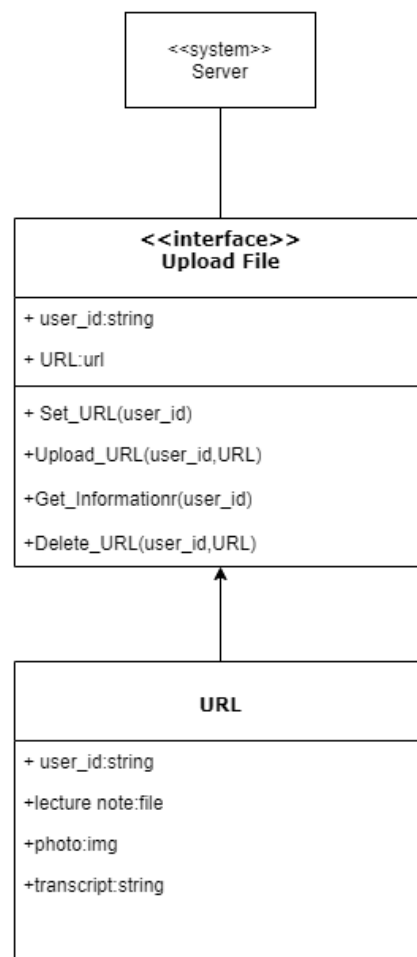 <<system>>
Server
<<interface>>
Upload File
+ user_id:string
+ URL:url
+ Set_URL(user_id)
+Upload_URL(user_id,URL)
+Get_Informationr(user_id)
+Delete_URL(user_id,URL)
URL
+ user_id:string
+lecture note:file
+photo:img
+transcript:string